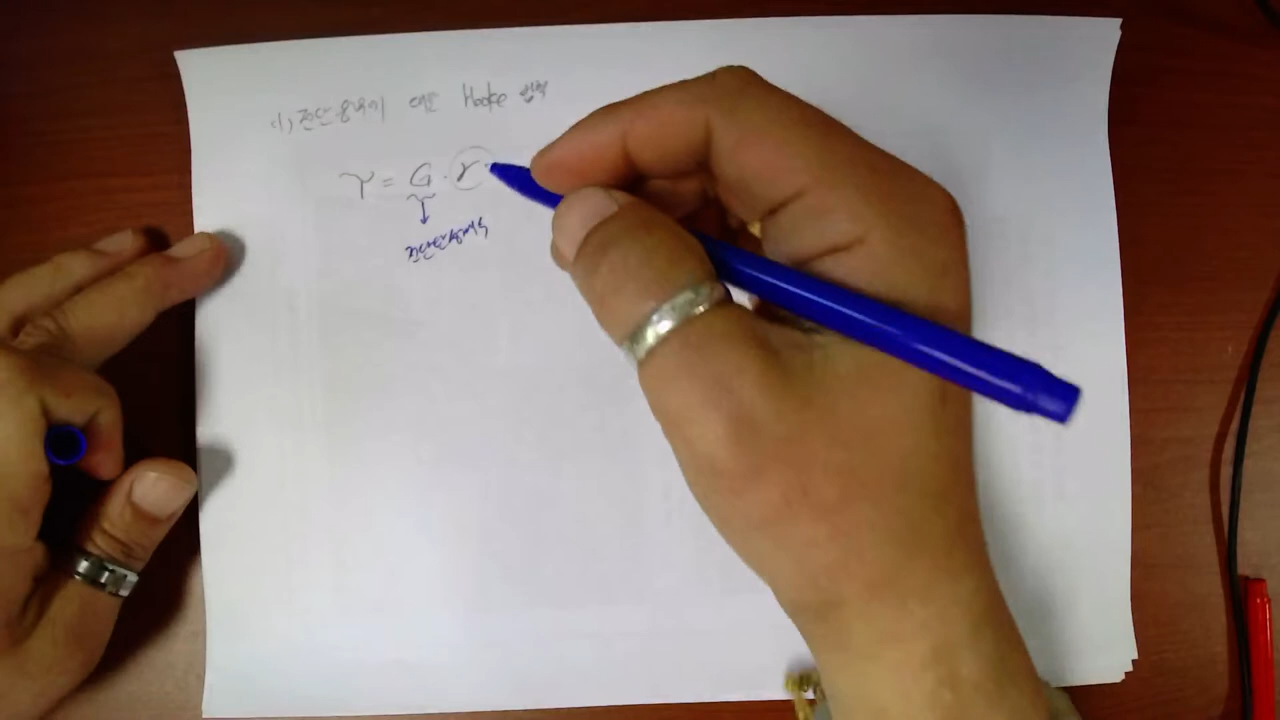 1) 전단응력에 대한 Hooke 법칙
τ = G · γ
↓
전단탄성계수